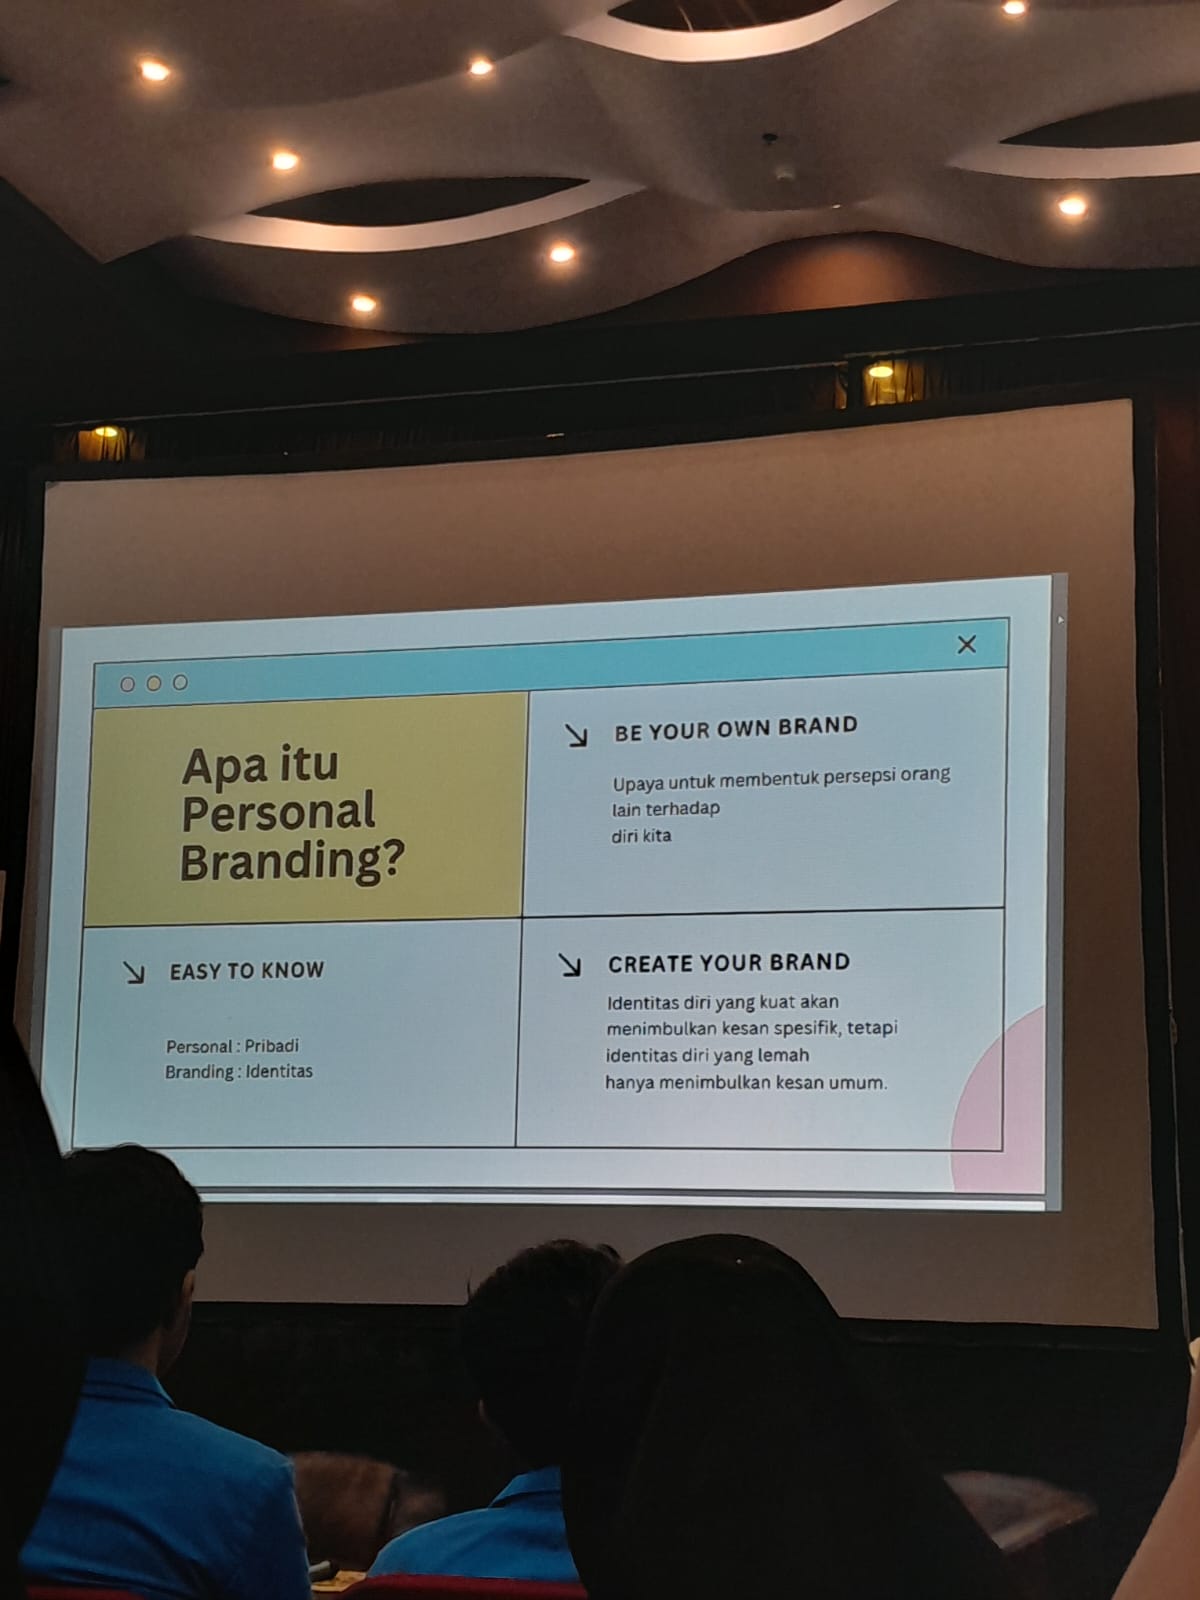 Apa itu
Personal
Branding?
BE YOUR OWN BRAND
Upaya untuk membentuk persepsi orang
lain terhadap
diri kita
EASY TO KNOW
Personal : Pribadi
Branding : Identitas
CREATE YOUR BRAND
Identitas diri yang kuat akan
menimbulkan kesan spesifik, tetapi
identitas diri yang lemah
hanya menimbulkan kesan umum.